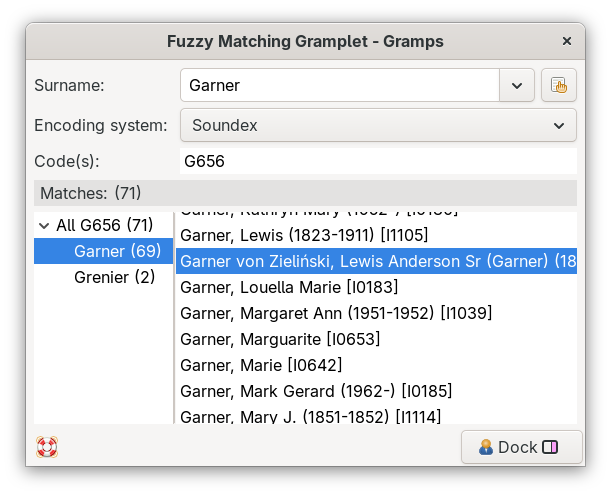 Fuzzy Matching Gramplet - Gramps
Surname: Garner
Encoding system: Soundex
Code(s): G656
Matches: (71)
All G656 (71)
Garner (69)
Grenier (2)
Garner, Kathryn Mary
Garner, Lewis (1823-1911) [I1105]
Garner von Zieliński, Lewis Anderson Sr (Garner) (18
Garner, Louella Marie [I0183]
Garner, Margaret Ann (1951-1952) [I1039]
Garner, Marguarite [I0653]
Garner, Marie [I0642]
Garner, Mark Gerard (1962-) [I0185]
Garner, Mary J. (1851-1852) [I1114]
Dock